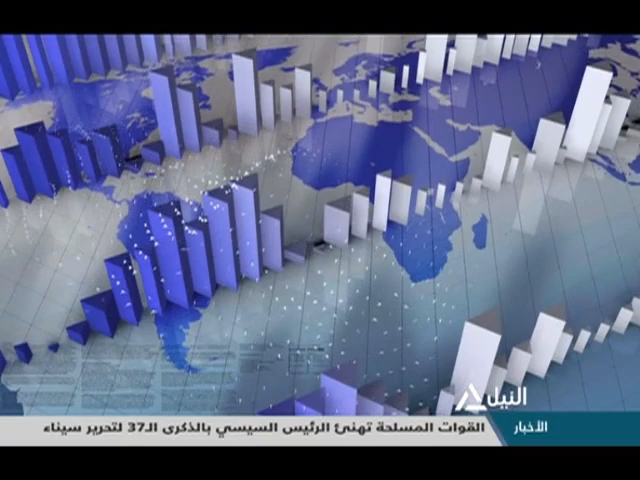 النيل
الأخبار
القوات المسلحة تهنئ الرئيس السيسي بالذكرى الـ37 لتحرير سيناء